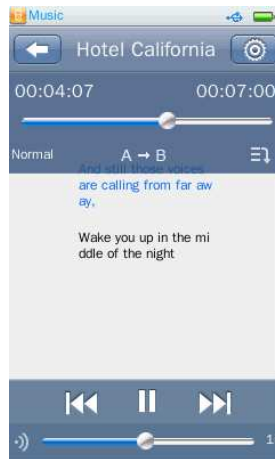 Music
Hotel California
00:04:07 00:07:00
Normal A → B
And still those voices
are calling from far aw
ay,
Wake you up in the mi
ddle of the night
1